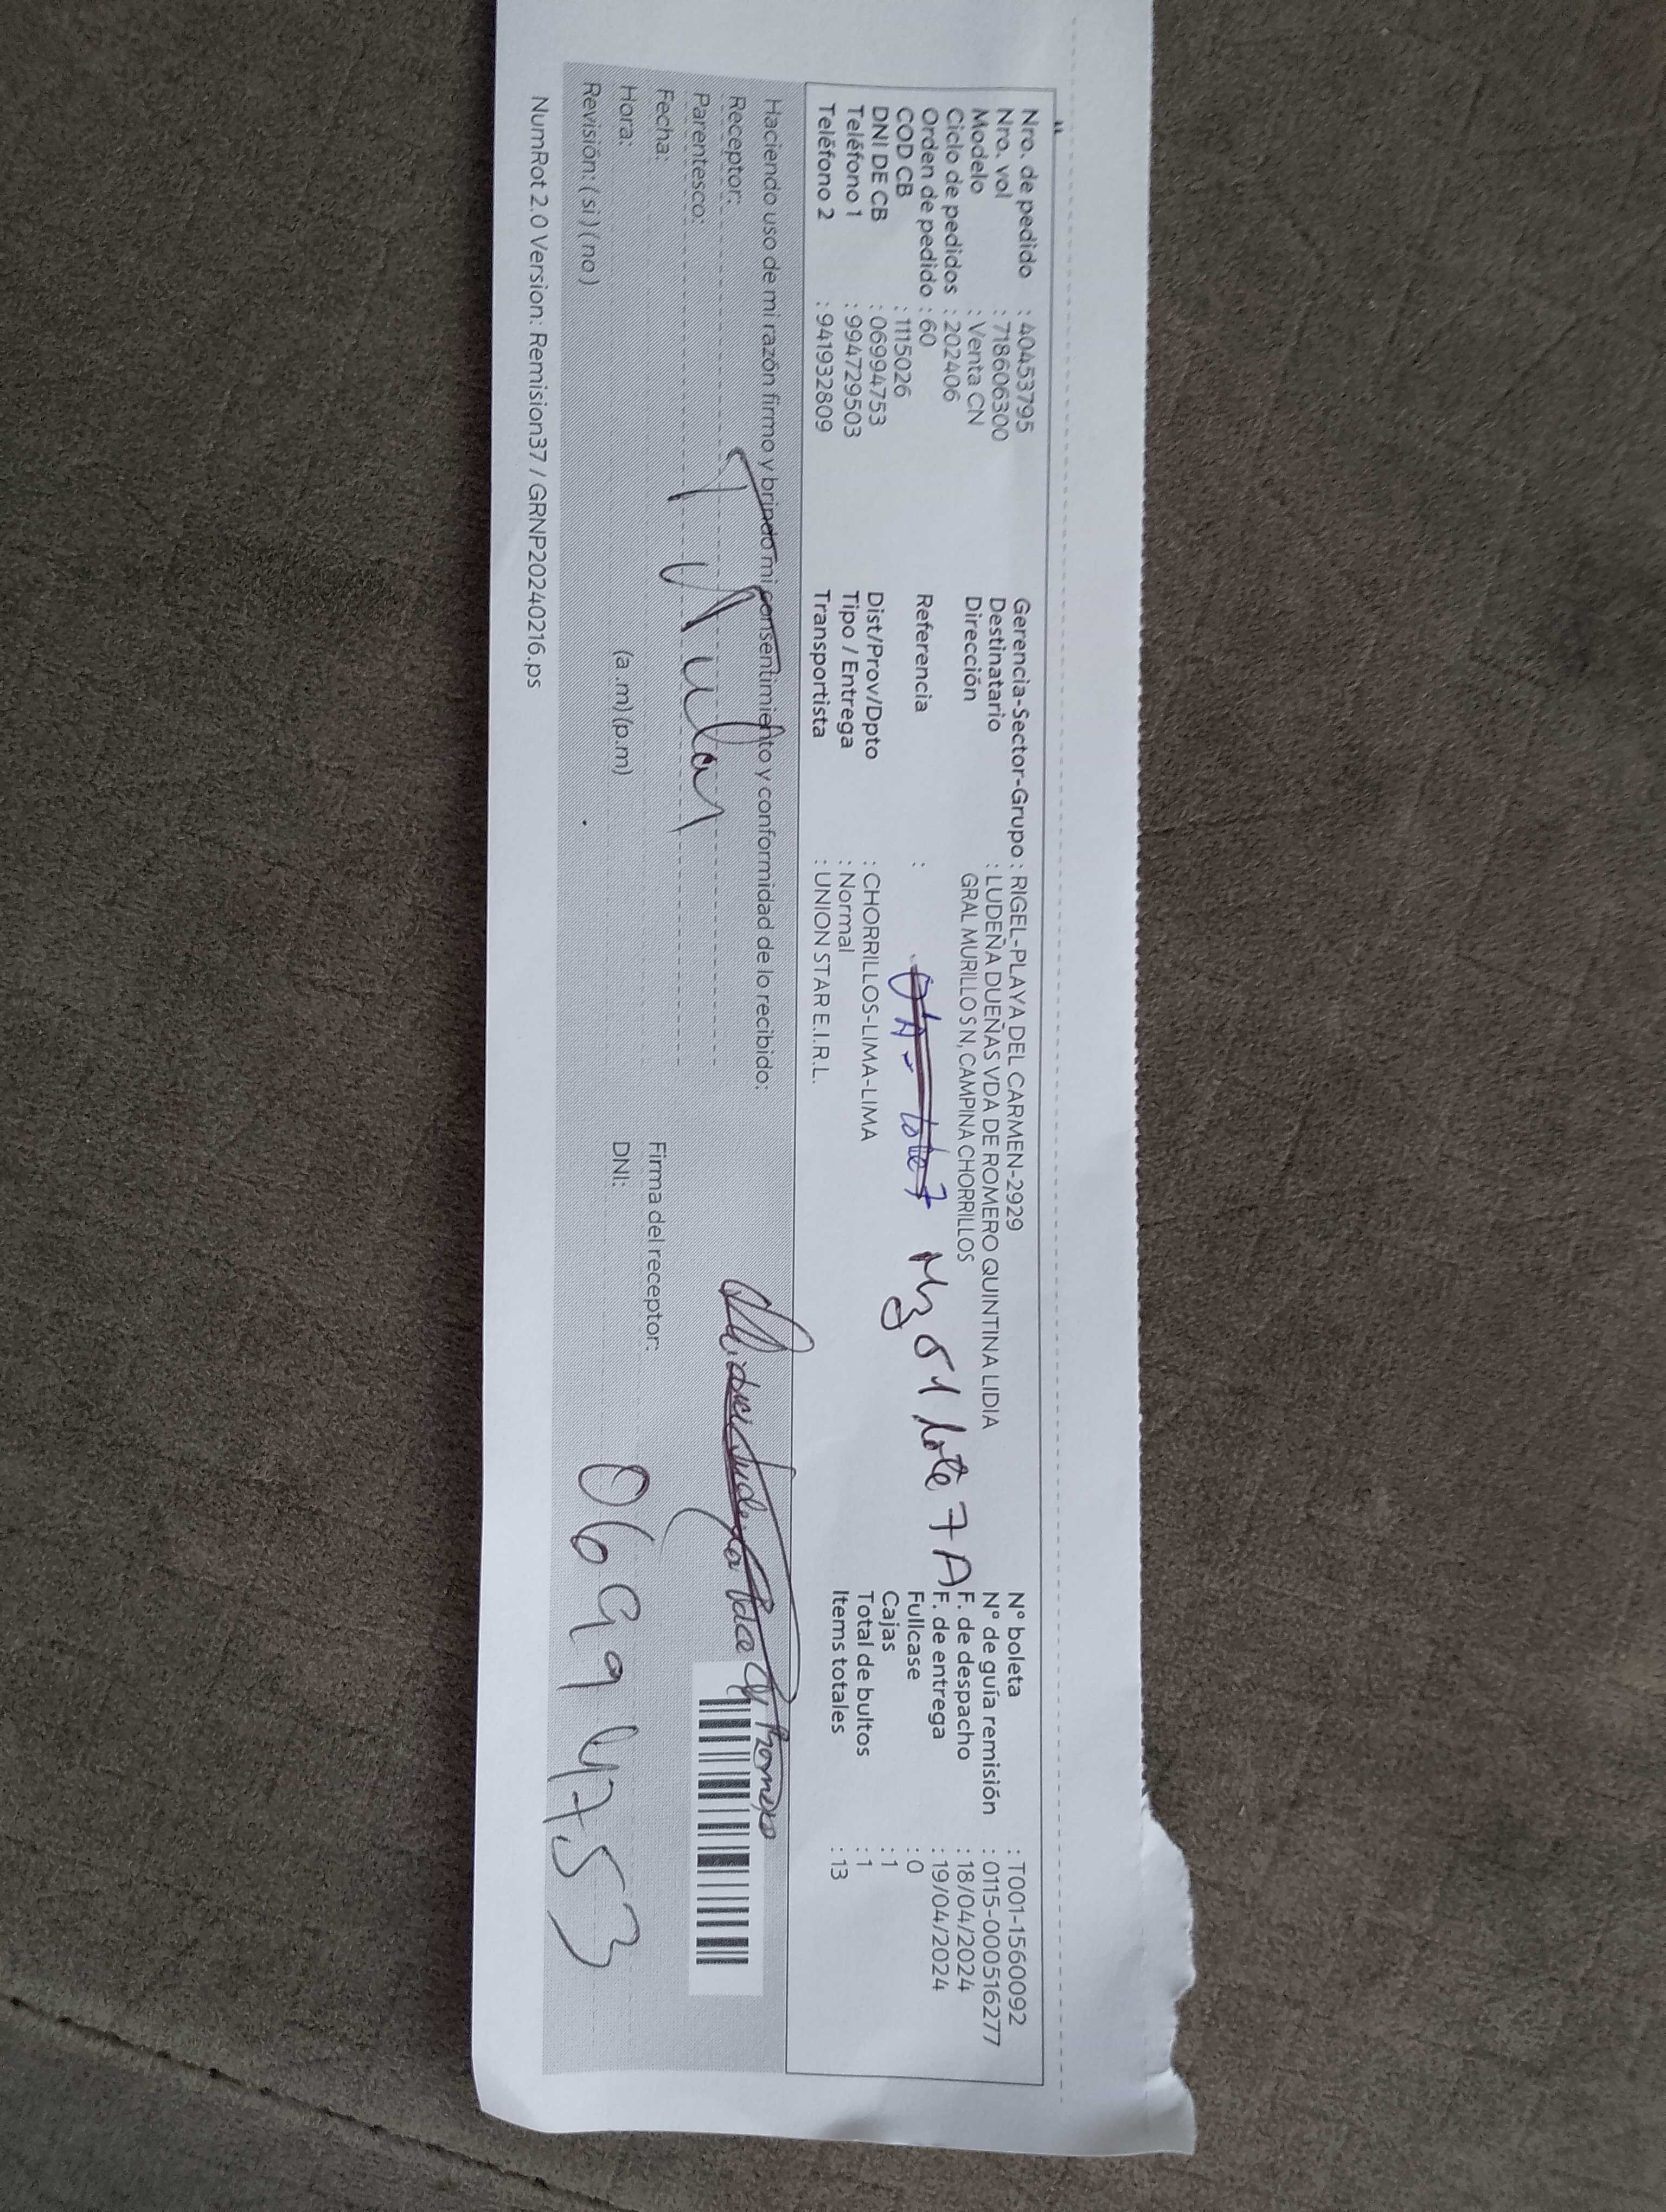 Nro. de pedido : 40453795
Nro. vol : 718606300
Modelo : Venta CN
Ciclo de pedidos : 202406
Orden de pedido : 60
COD CB : 1115026
DNI DE CB : 06994753
Teléfono 1 : 994729503
Teléfono 2 : 941932809
Gerencia-Sector-Grupo : RIGEL-PLAYA DEL CARMEN-2929
Destinatario : LUDEÑA DUEÑAS VDA DE ROMERO QUINTINA LIDIA
Dirección GRAL MURILLO S N, CAMPINA CHORRILLOS
Referencia : lote 7 Mz 51 lote 7 A
Dist/Prov/Dpto : CHORRILLOS-LIMA-LIMA
Tipo / Entrega : Normal
Transportista : UNION STAR E.I.R.L.
N° boleta : T001-1560092
N° de guía remisión : 0115-000516277
F. de despacho : 18/04/2024
F. de entrega : 19/04/2024
Fullcase : 0
Cajas : 1
Total de bultos : 1
Items totales : 13
Haciendo uso de mi razón firmo y brindo mi consentimiento y conformidad de lo recibido:
Receptor:
Parentesco: Titular
Fecha:
Hora: (a .m) (p.m)
Revisión: ( si ) ( no )
Firma del receptor:
DNI: 06994753
NumRot 2.0 Version: Remision37 / GRNP20240216.ps